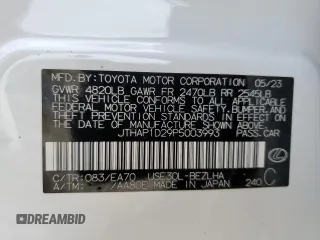 MFD.BY: TOYOTA MOTOR CORPORATION 05/23
GVWR 4820LB GAWR FR 2470LB RR 2545LB
THIS VEHICLE CONFORMS TO ALL APPLICABLE
FEDERAL MOTOR VEHICLE SAFETY, BUMPER, AND
THEFT PREVENTION STANDARDS IN EFFECT ON
THE DATE OF MANUFACTURE SHOWN ABOVE.
JTHAP1D29P5003993 PASS.CAR
C/TR: 083/EA70 USE30L-BEZLHA
A/TM: /AA80E MADE IN JAPAN 240 C